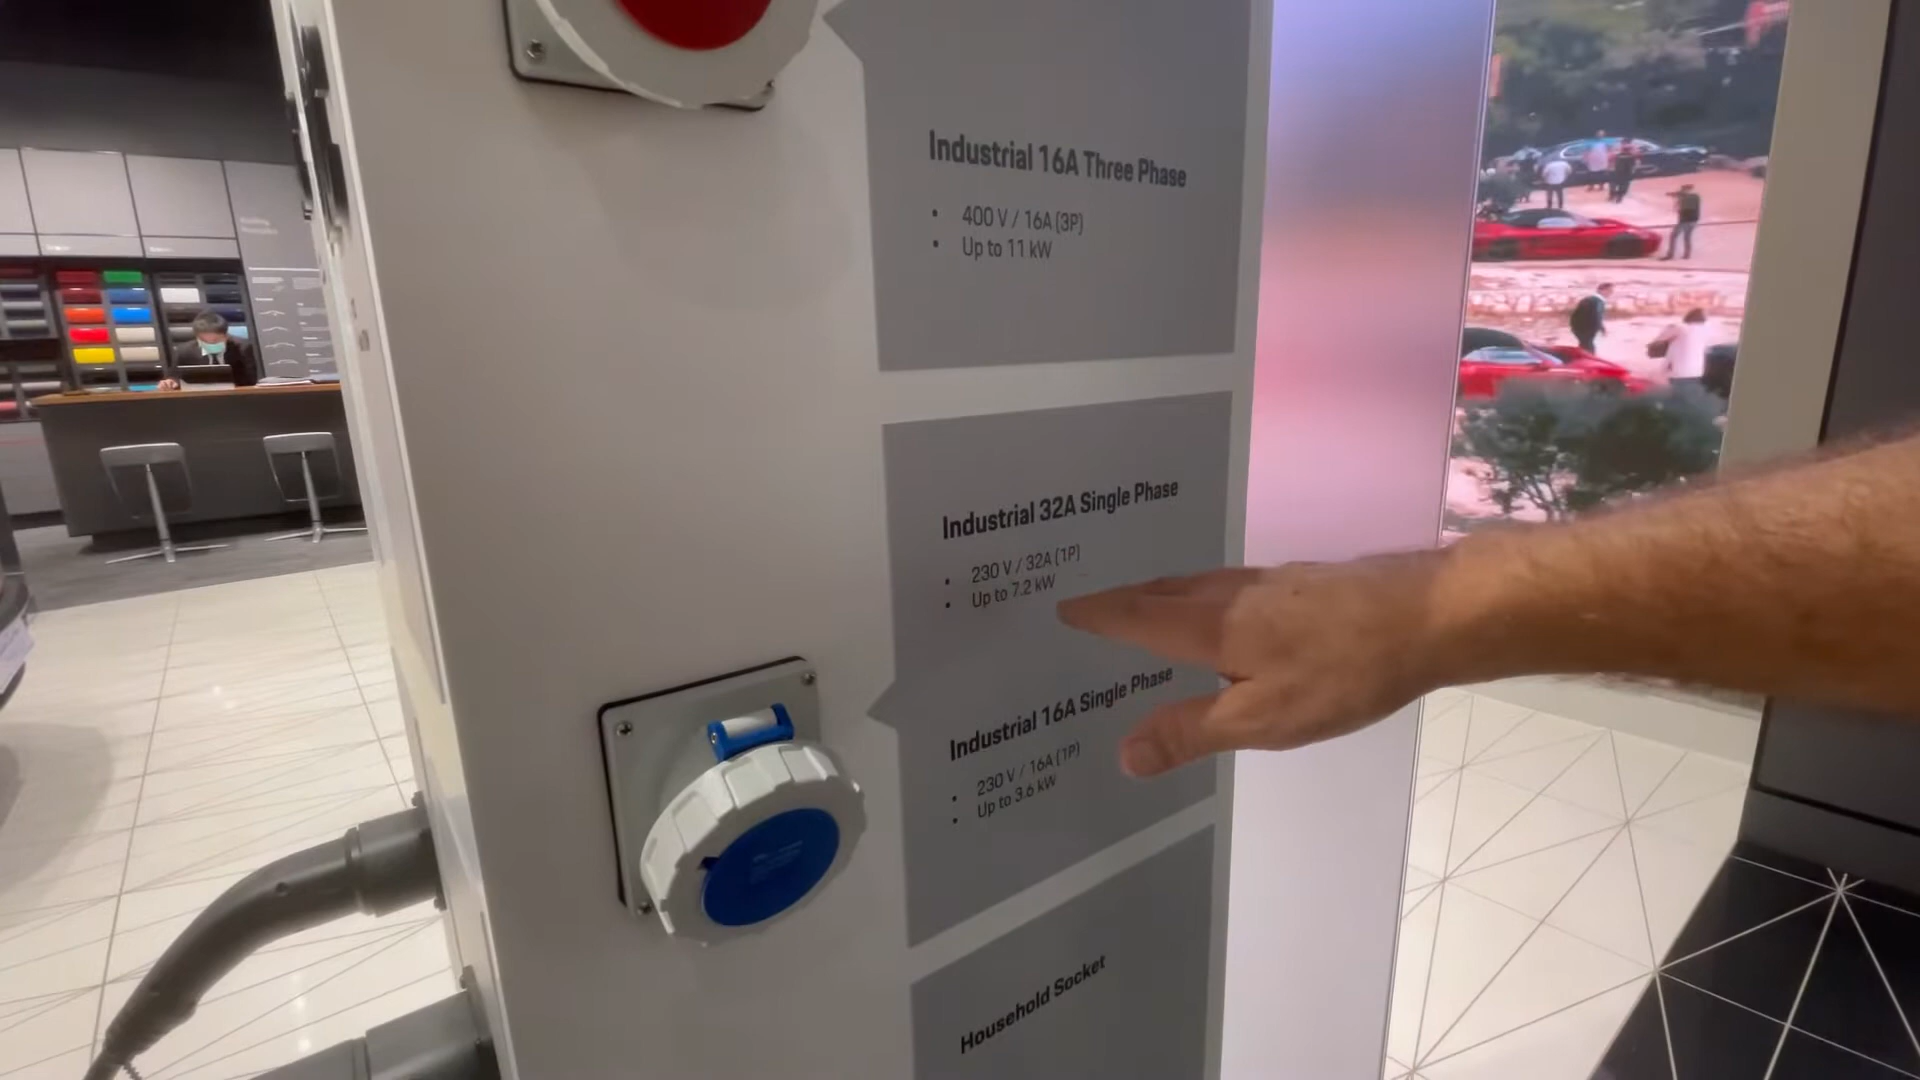 Industrial 16A Three Phase
• 400 V / 16A (3P)
• Up to 11 kW
Industrial 32A Single Phase
• 230 V / 32A (1P)
• Up to 7.2 kW
Industrial 16A Single Phase
• 230 V / 16A (1P)
• Up to 3.6 kW
Household Socket